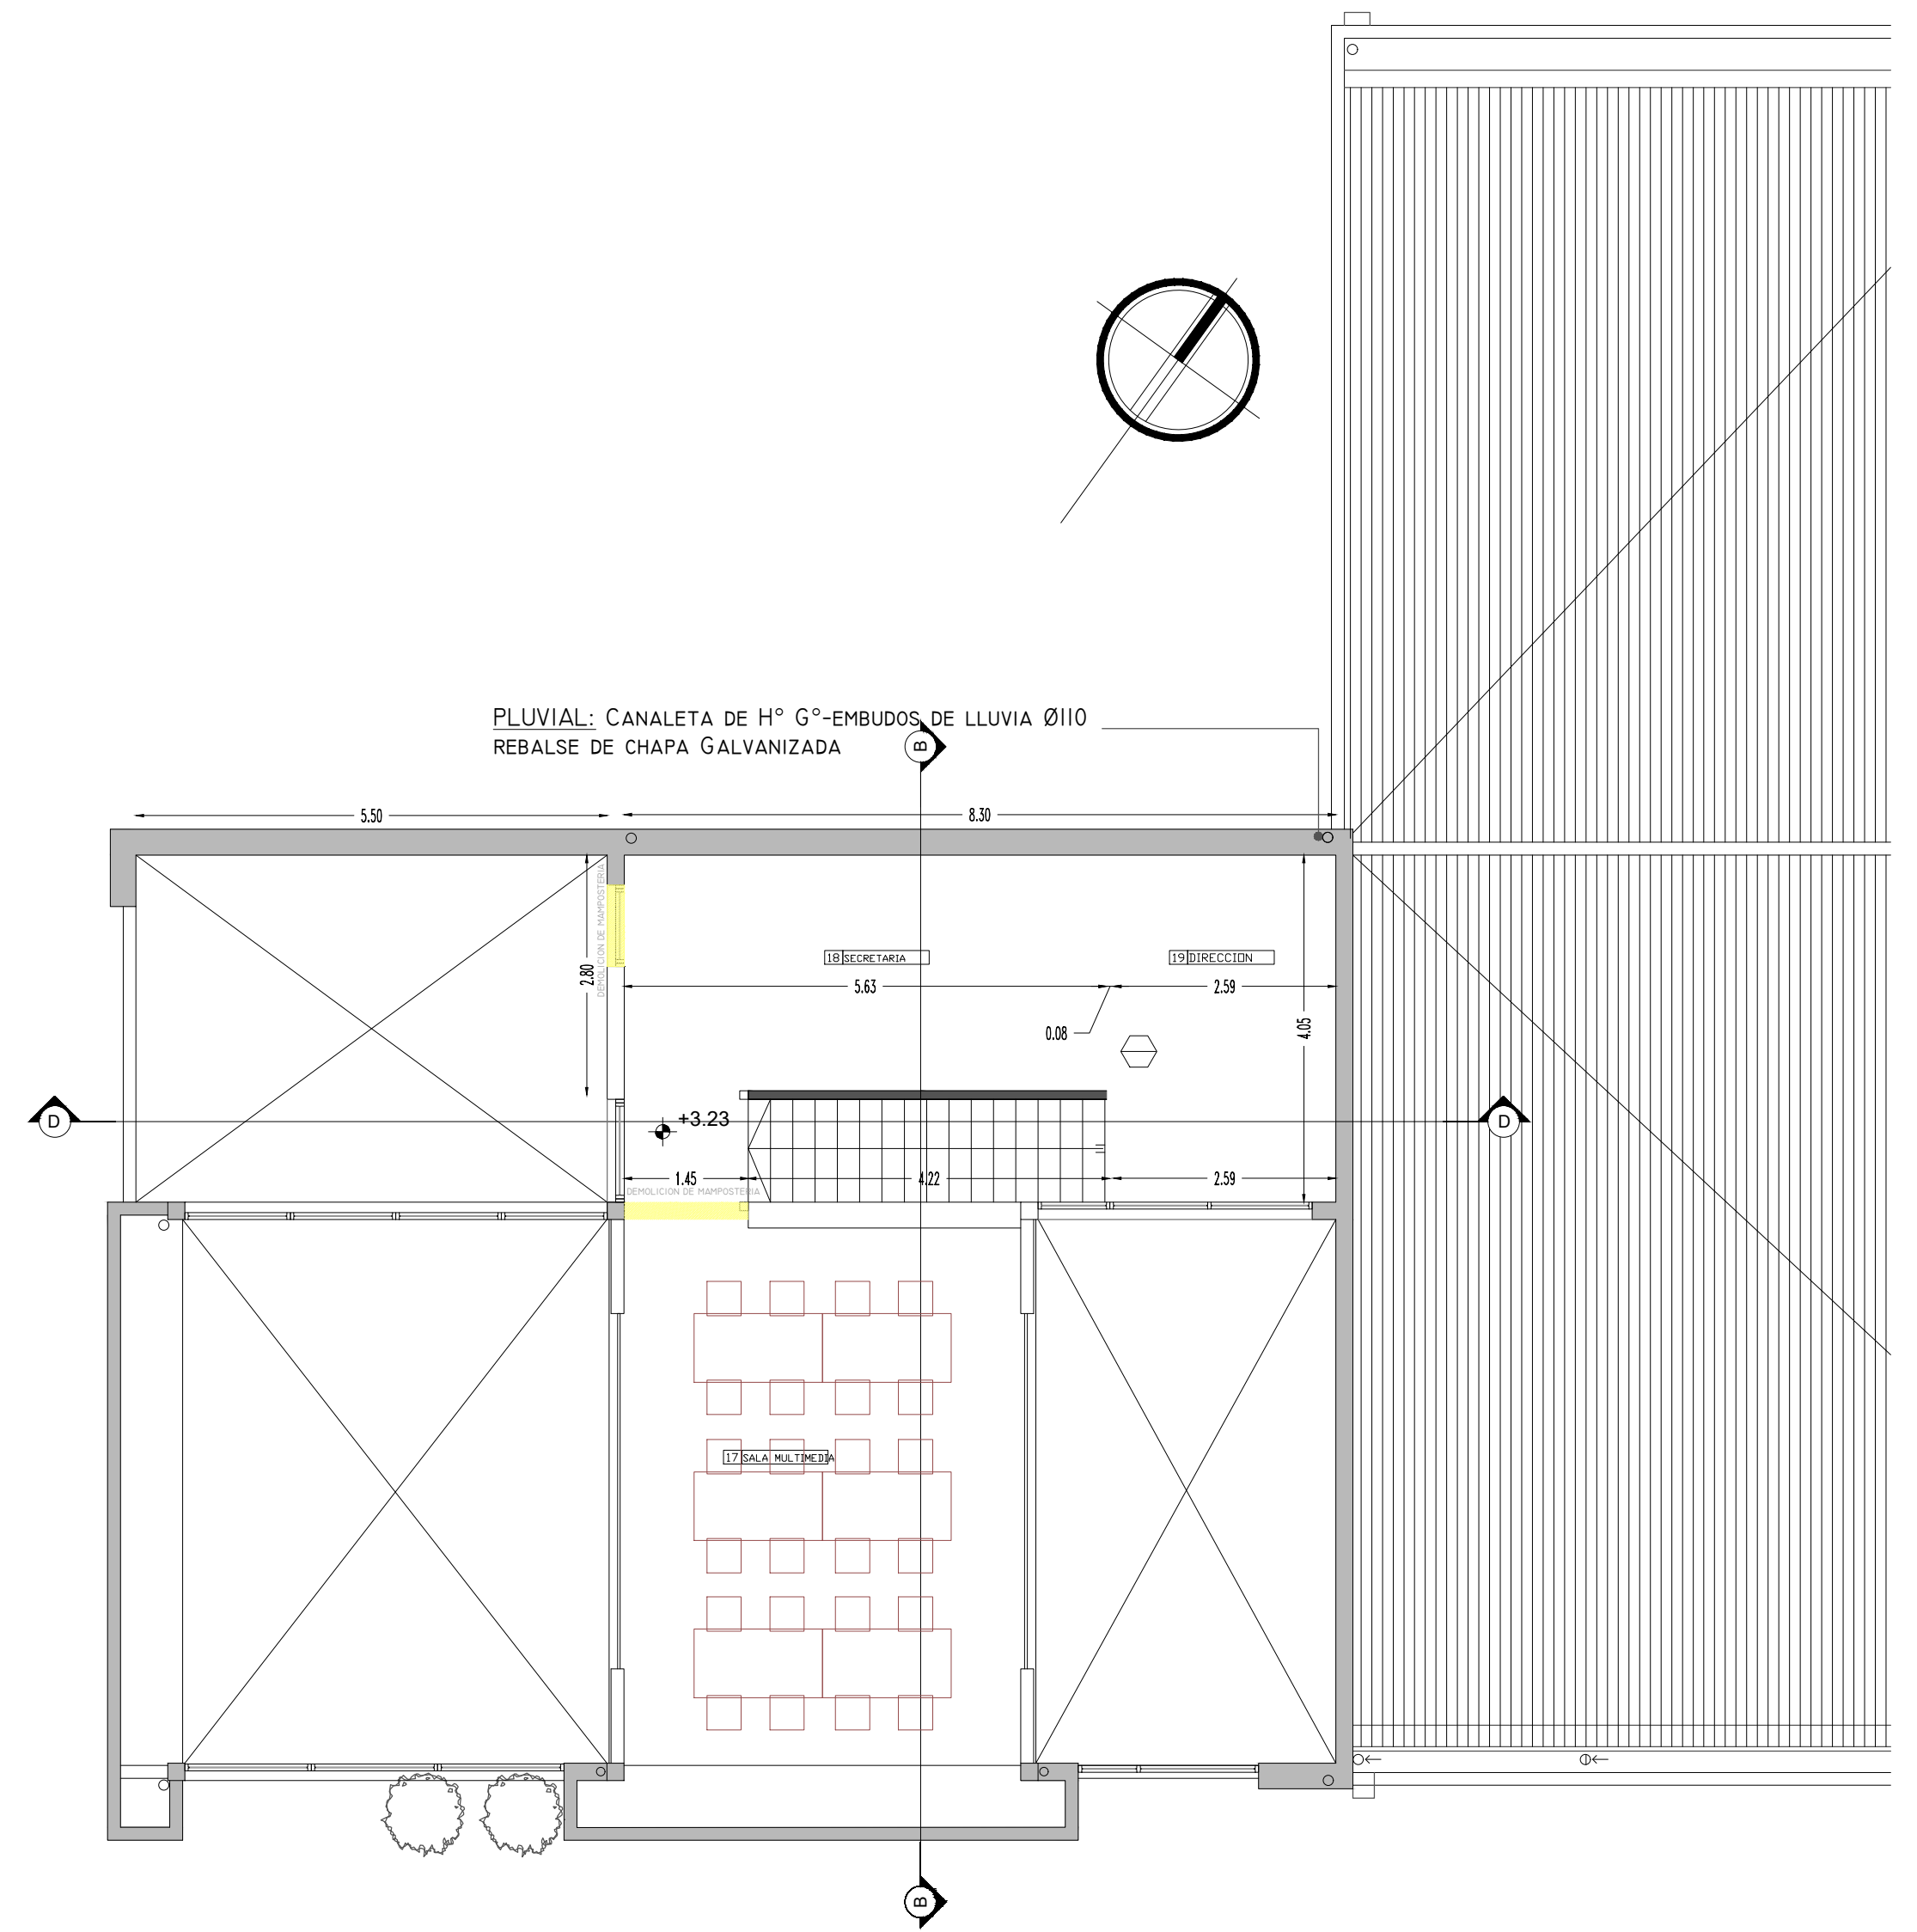 PLUVIAL: CANALETA DE H° G°-EMBUDOS DE LLUVIA Ø110
REBALSE DE CHAPA GALVANIZADA
B
5.50
8.30
DEMOLICION DE MAMPOSTERIA
2.80
18 SECRETARIA
19 DIRECCION
5.63
2.59
0.08
4.05
D
+3.23
D
1.45
4.22
2.59
DEMOLICION DE MAMPOSTERIA
17 SALA MULTIMEDIA
B